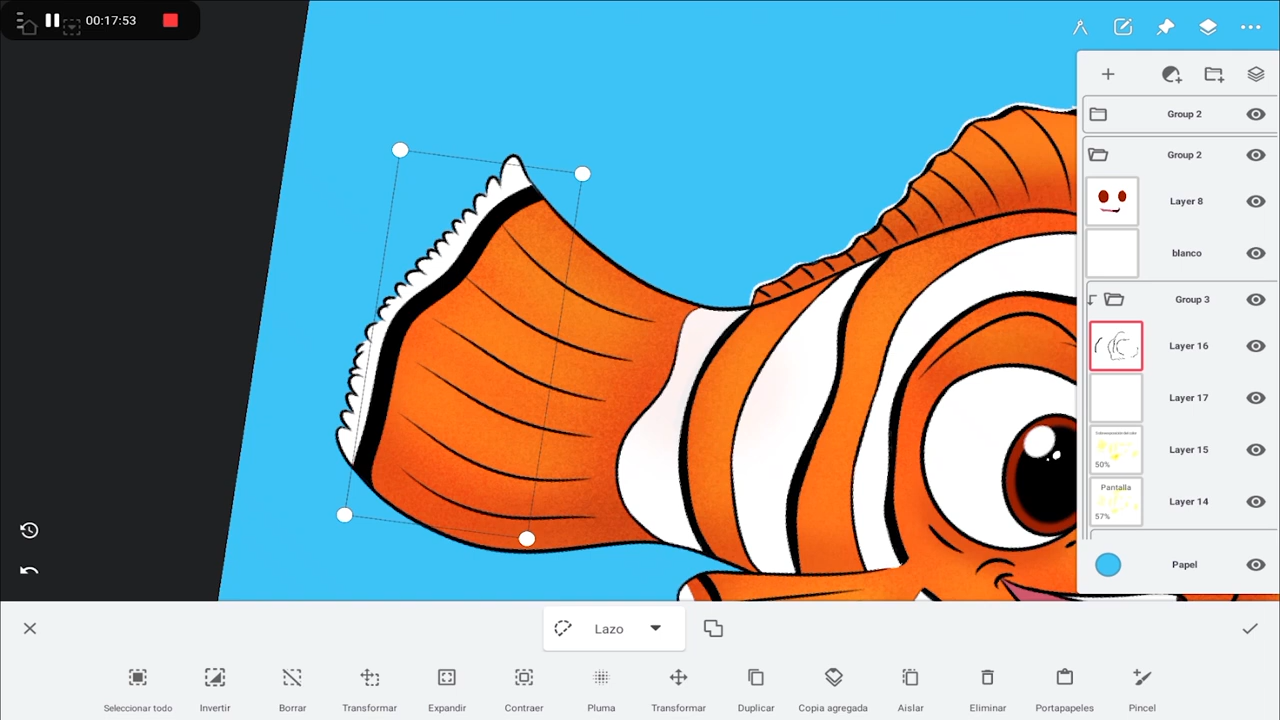 00:17:53
Group 2
Group 2
Layer 8
blanco
Group 3
Layer 16
Layer 17
Layer 15
50%
Pantalla
Layer 14
57%
Papel
Lazo
Seleccionar todo
Invertir
Borrar
Transformar
Expandir
Contraer
Pluma
Transformar
Duplicar
Copia agregada
Aislar
Eliminar
Portapapeles
Pincel